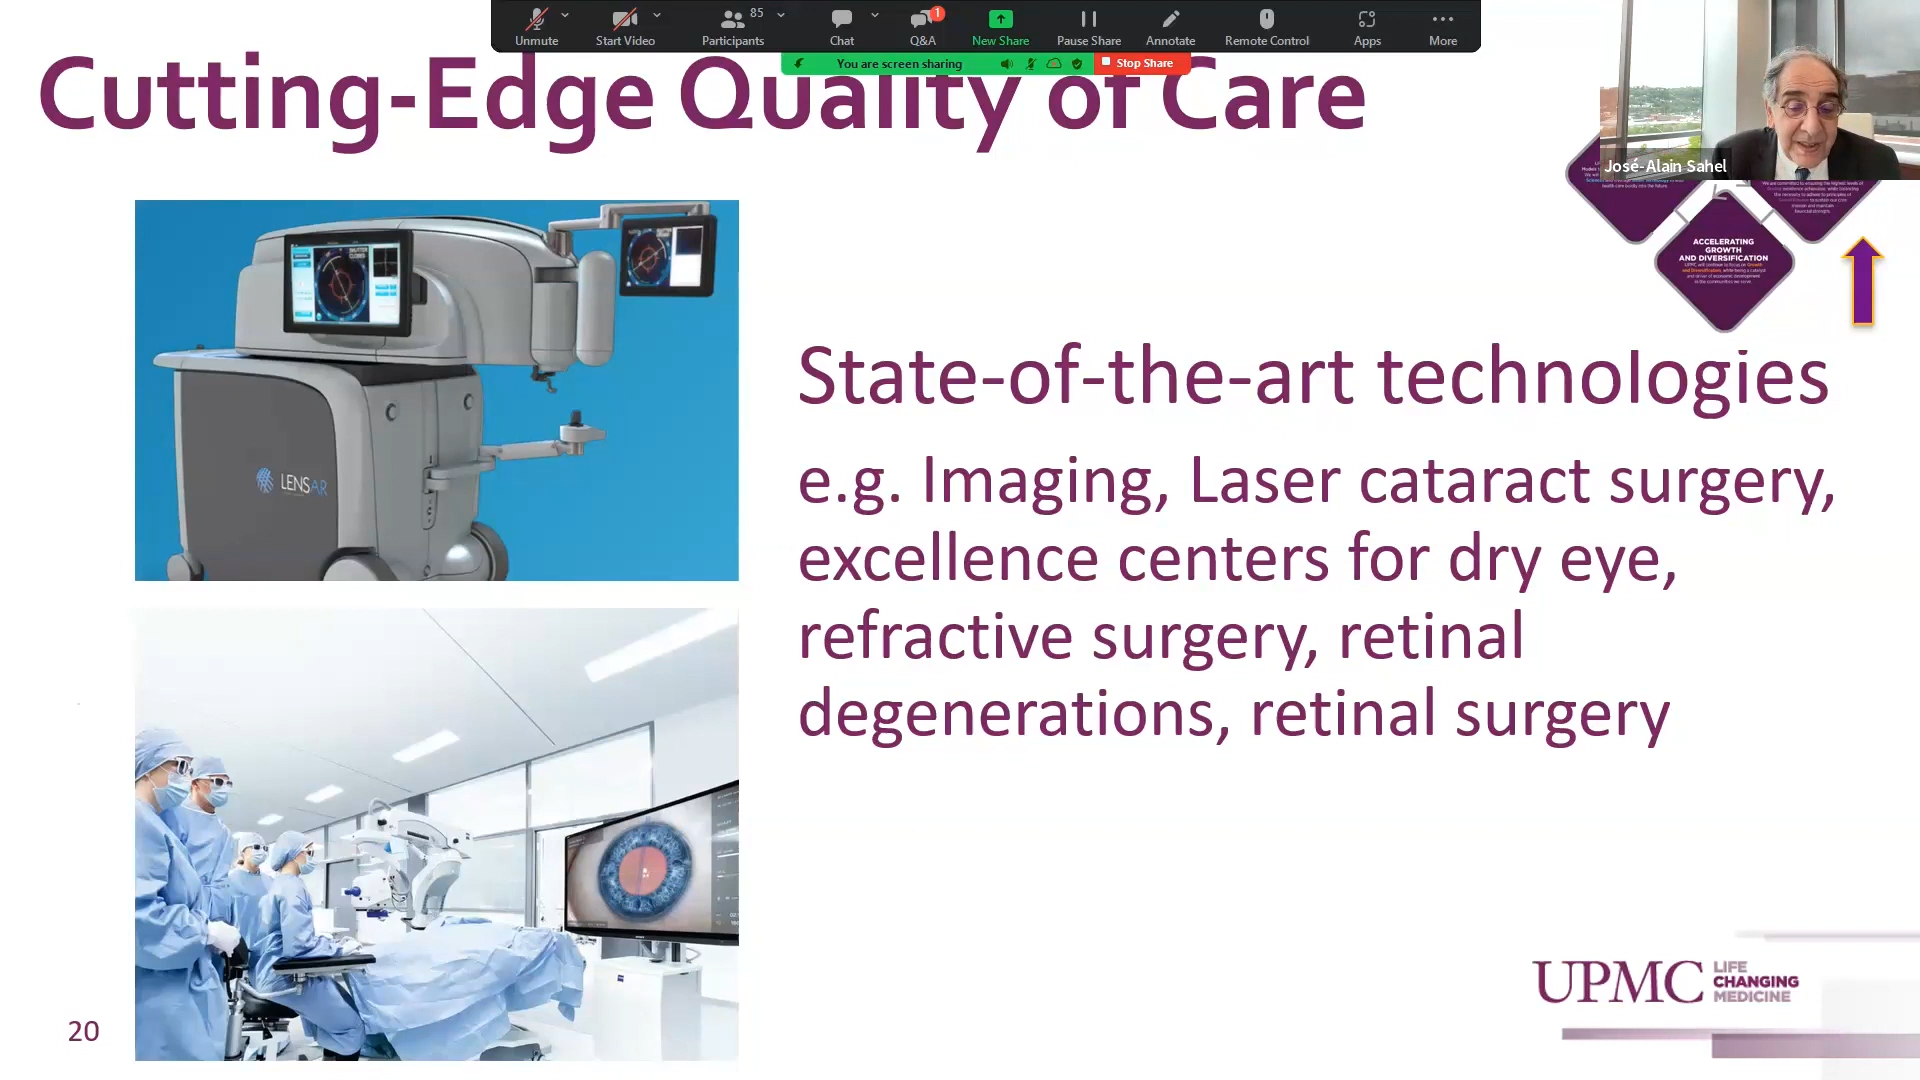 Unmute
Start Video
85
Participants
Chat
1
Q&A
New Share
Pause Share
Annotate
Remote Control
Apps
More
You are screen sharing
Stop Share
Cutting-Edge Quality of Care
José-Alain Sahel
ACCELERATING
GROWTH
AND DIVERSIFICATION
State-of-the-art technologies
e.g. Imaging, Laser cataract surgery,
excellence centers for dry eye,
refractive surgery, retinal
degenerations, retinal surgery
LENSAR
UPMC
LIFE
CHANGING
MEDICINE
20